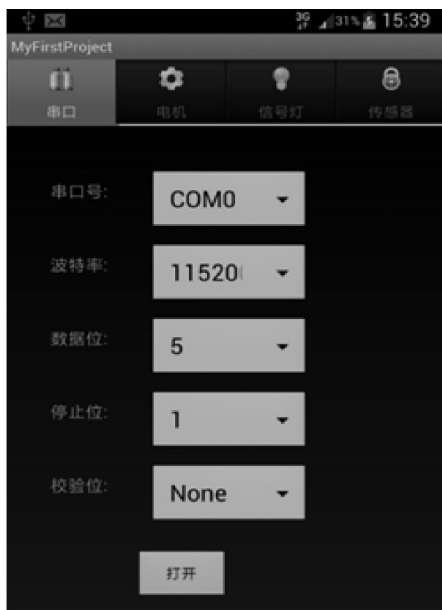 3G 31% 15:39
MyFirstProject
串口 电机 信号灯 传感器
串口号: COM0
波特率: 11520
数据位: 5
停止位: 1
校验位: None
打开